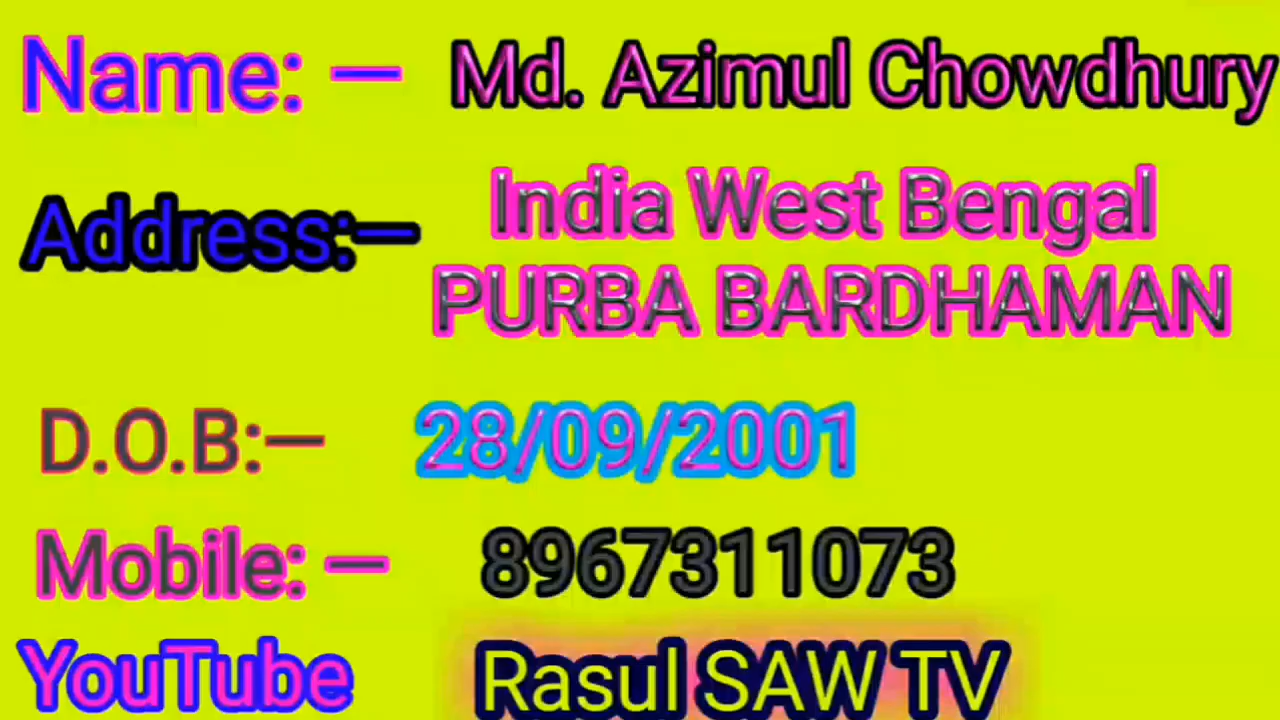 Name: — Md. Azimul Chowdhury
Address:— India West Bengal
PURBA BARDHAMAN
D.O.B:— 28/09/2001
Mobile: — 8967311073
YouTube Rasul SAW TV